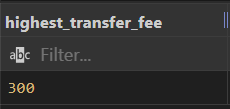 highest_transfer_fee
abc Filter...
300